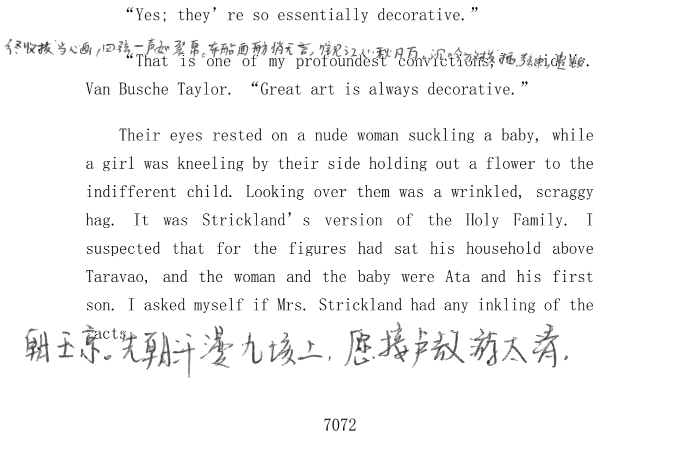 “Yes; they’re so essentially decorative.”
终收拨当心画,四弦一声如裂帛。东船西舫悄无言,唯见江心秋月白。沉吟放拨插弦中,整顿
“That is one of my profoundest convictions,
Van Busche Taylor. “Great art is always decorative.”
Their eyes rested on a nude woman suckling a baby, while
a girl was kneeling by their side holding out a flower to the
indifferent child. Looking over them was a wrinkled, scraggy
hag. It was Strickland’s version of the Holy Family. I
suspected that for the figures had sat his household above
Taravao, and the woman and the baby were Ata and his first
son. I asked myself if Mrs. Strickland had any inkling of the
facts.
朝玉京。先期汗漫九垓上,愿接卢敖游太清。
7072